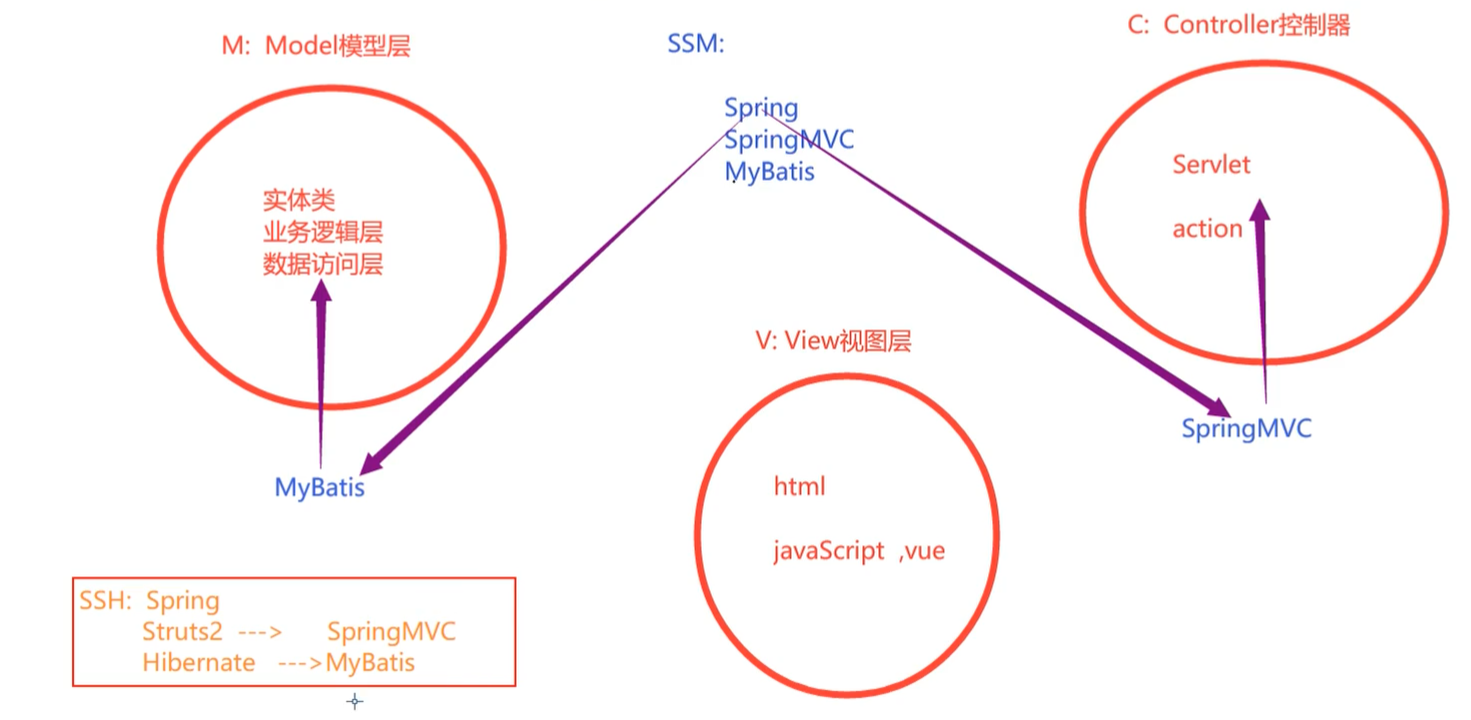 M: Model模型层
实体类
业务逻辑层
数据访问层
MyBatis
SSM:
Spring
SpringMVC
MyBatis
C: Controller控制器
Servlet
action
SpringMVC
V: View视图层
html
javaScript ,vue
SSH: Spring
Struts2 ---> SpringMVC
Hibernate --->MyBatis